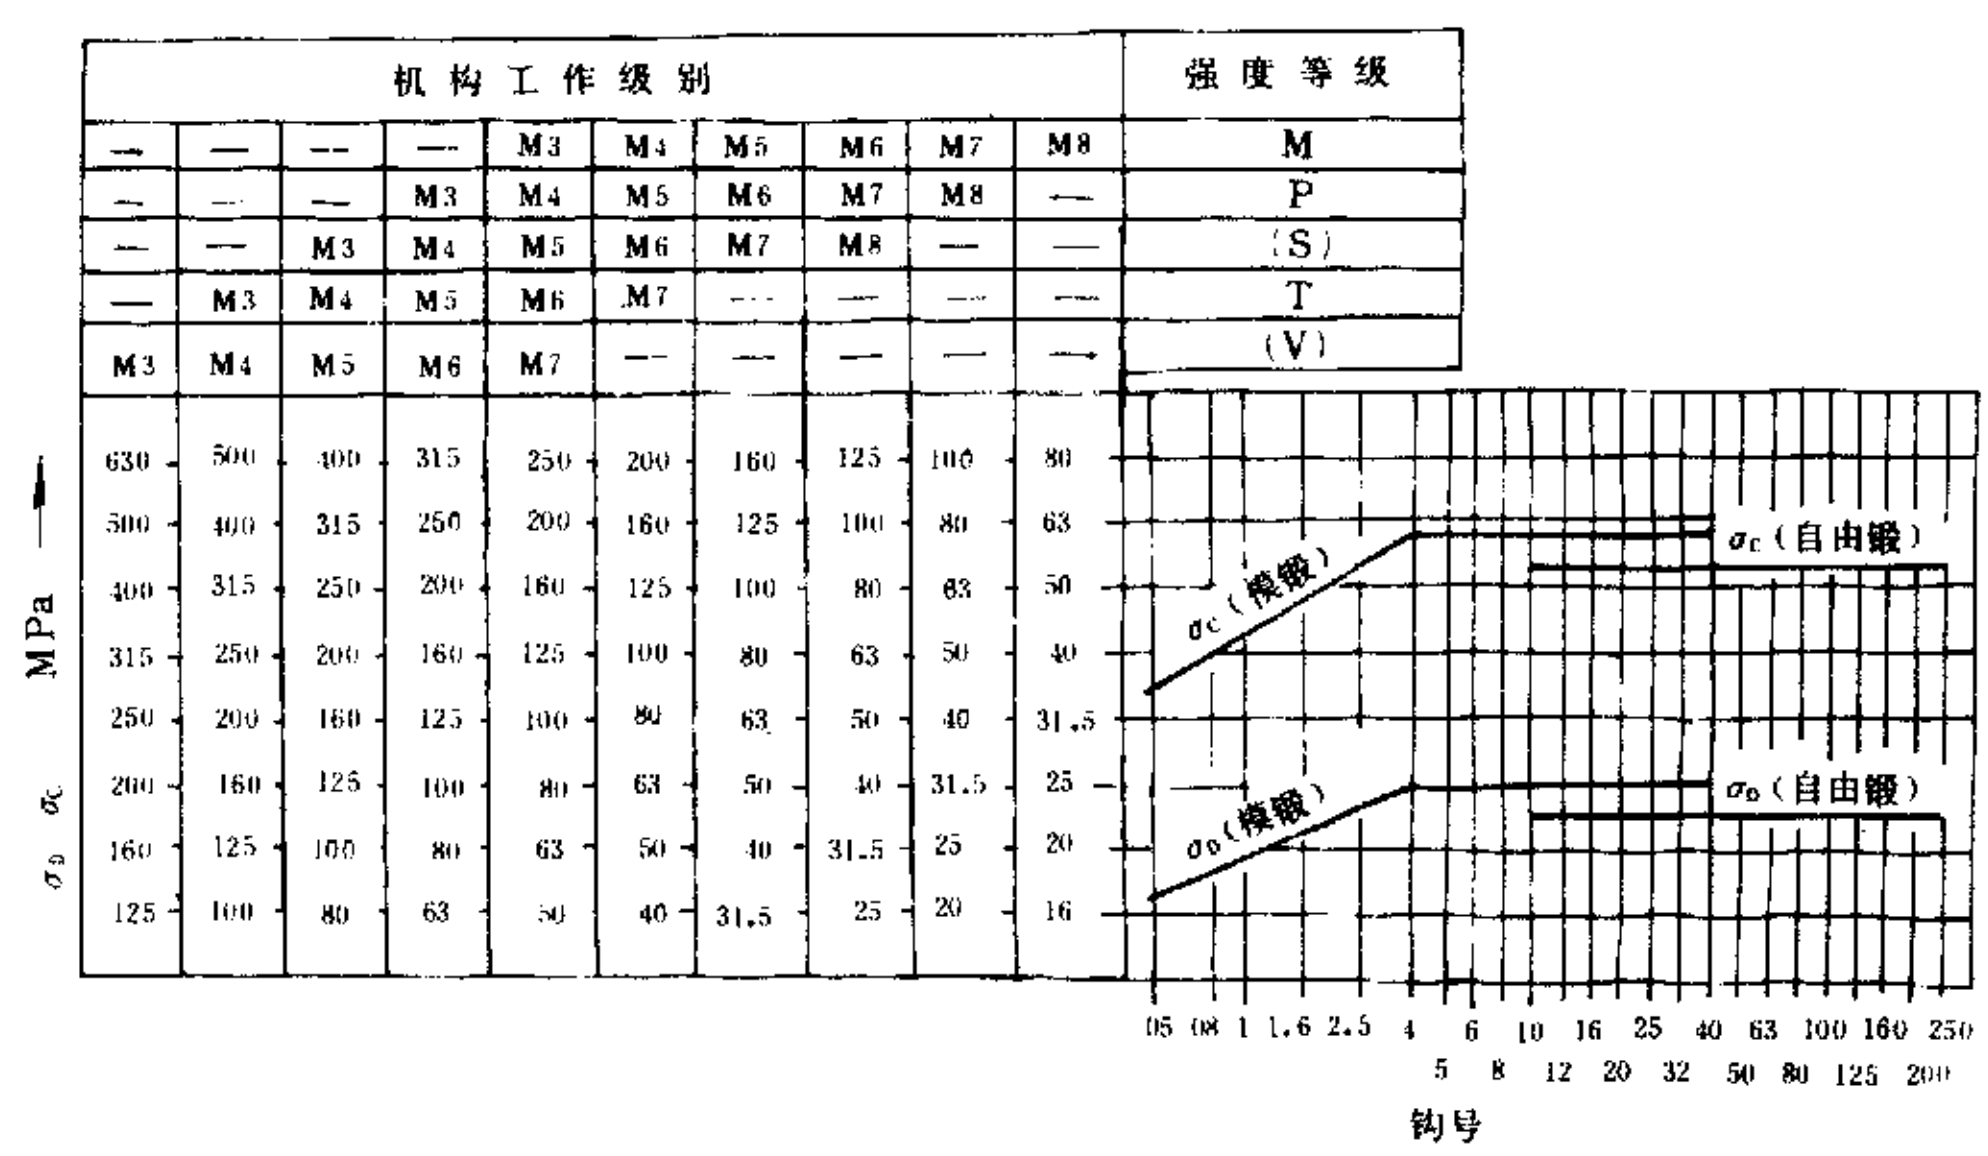 机构工作级别 强度等级
— — — — M3 M4 M5 M6 M7 M8 M
— — — M3 M4 M5 M6 M7 M8 — P
— — M3 M4 M5 M6 M7 M8 — — (S)
— M3 M4 M5 M6 M7 — — — — T
M3 M4 M5 M6 M7 — — — — — (V)
630 500 400 315 250 200 160 125 100 80
500 400 315 250 200 160 125 100 80 63
σC(自由锻)
400 315 250 200 160 125 100 80 63 50
σC(模锻)
315 250 200 160 125 100 80 63 50 40
250 200 160 125 100 80 63 50 40 31.5
200 160 125 100 80 63 50 40 31.5 25
σD(自由锻)
160 125 100 80 63 50 40 31.5 25 20
σD(模锻)
125 100 80 63 50 40 31.5 25 20 16
σD σC MPa
05 08 1 1.6 2.5 4 6 10 16 25 40 63 100 160 250
5 8 12 20 32 50 80 125 200
钩号